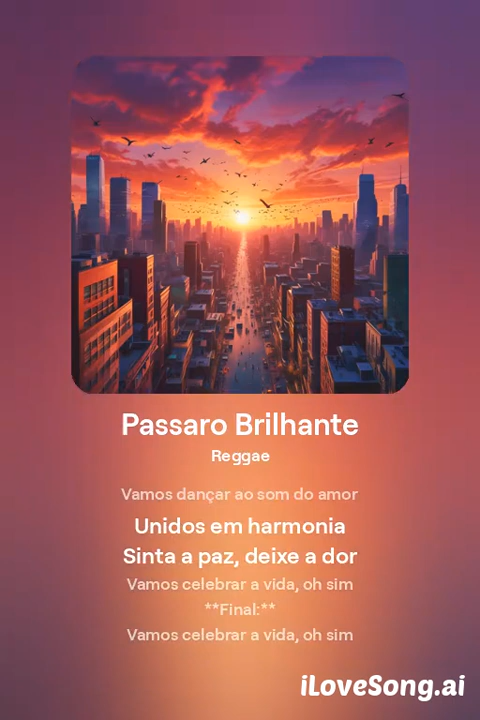 Passaro Brilhante
Reggae
Vamos dançar ao som do amor
Unidos em harmonia
Sinta a paz, deixe a dor
Vamos celebrar a vida, oh sim
**Final:**
Vamos celebrar a vida, oh sim
iLoveSong.ai